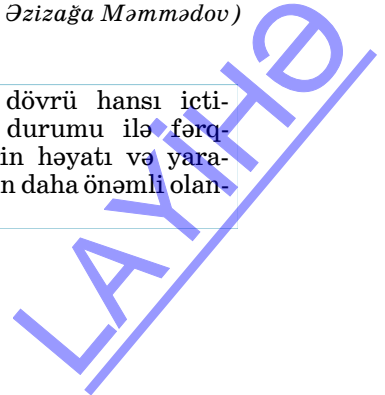 Əzizağa Məmmədov)
dövrü hansı icti-
durumu ilə fərq-
in həyatı və yara-
n daha önəmli olan-
LAYİHƏ